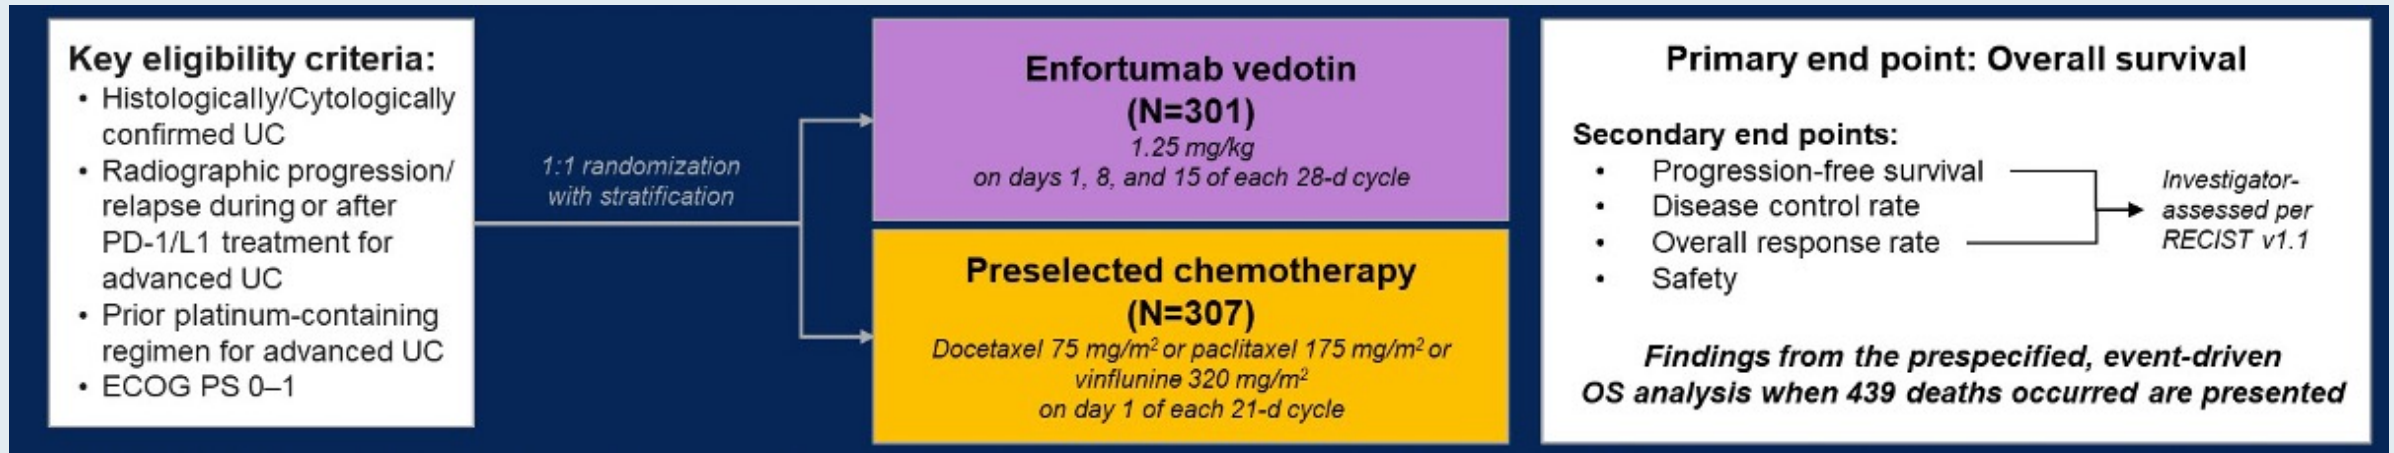 Key eligibility criteria:
• Histologically/Cytologically
confirmed UC
• Radiographic progression/
relapse during or after
PD-1/L1 treatment for
advanced UC
• Prior platinum-containing
regimen for advanced UC
• ECOG PS 0–1
1:1 randomization
with stratification
Enfortumab vedotin
(N=301)
1.25 mg/kg
on days 1, 8, and 15 of each 28-d cycle
Preselected chemotherapy
(N=307)
Docetaxel 75 mg/m² or paclitaxel 175 mg/m² or
vinflunine 320 mg/m²
on day 1 of each 21-d cycle
Primary end point: Overall survival
Secondary end points:
• Progression-free survival
• Disease control rate
• Overall response rate
• Safety
Investigator-
assessed per
RECIST v1.1
Findings from the prespecified, event-driven
OS analysis when 439 deaths occurred are presented